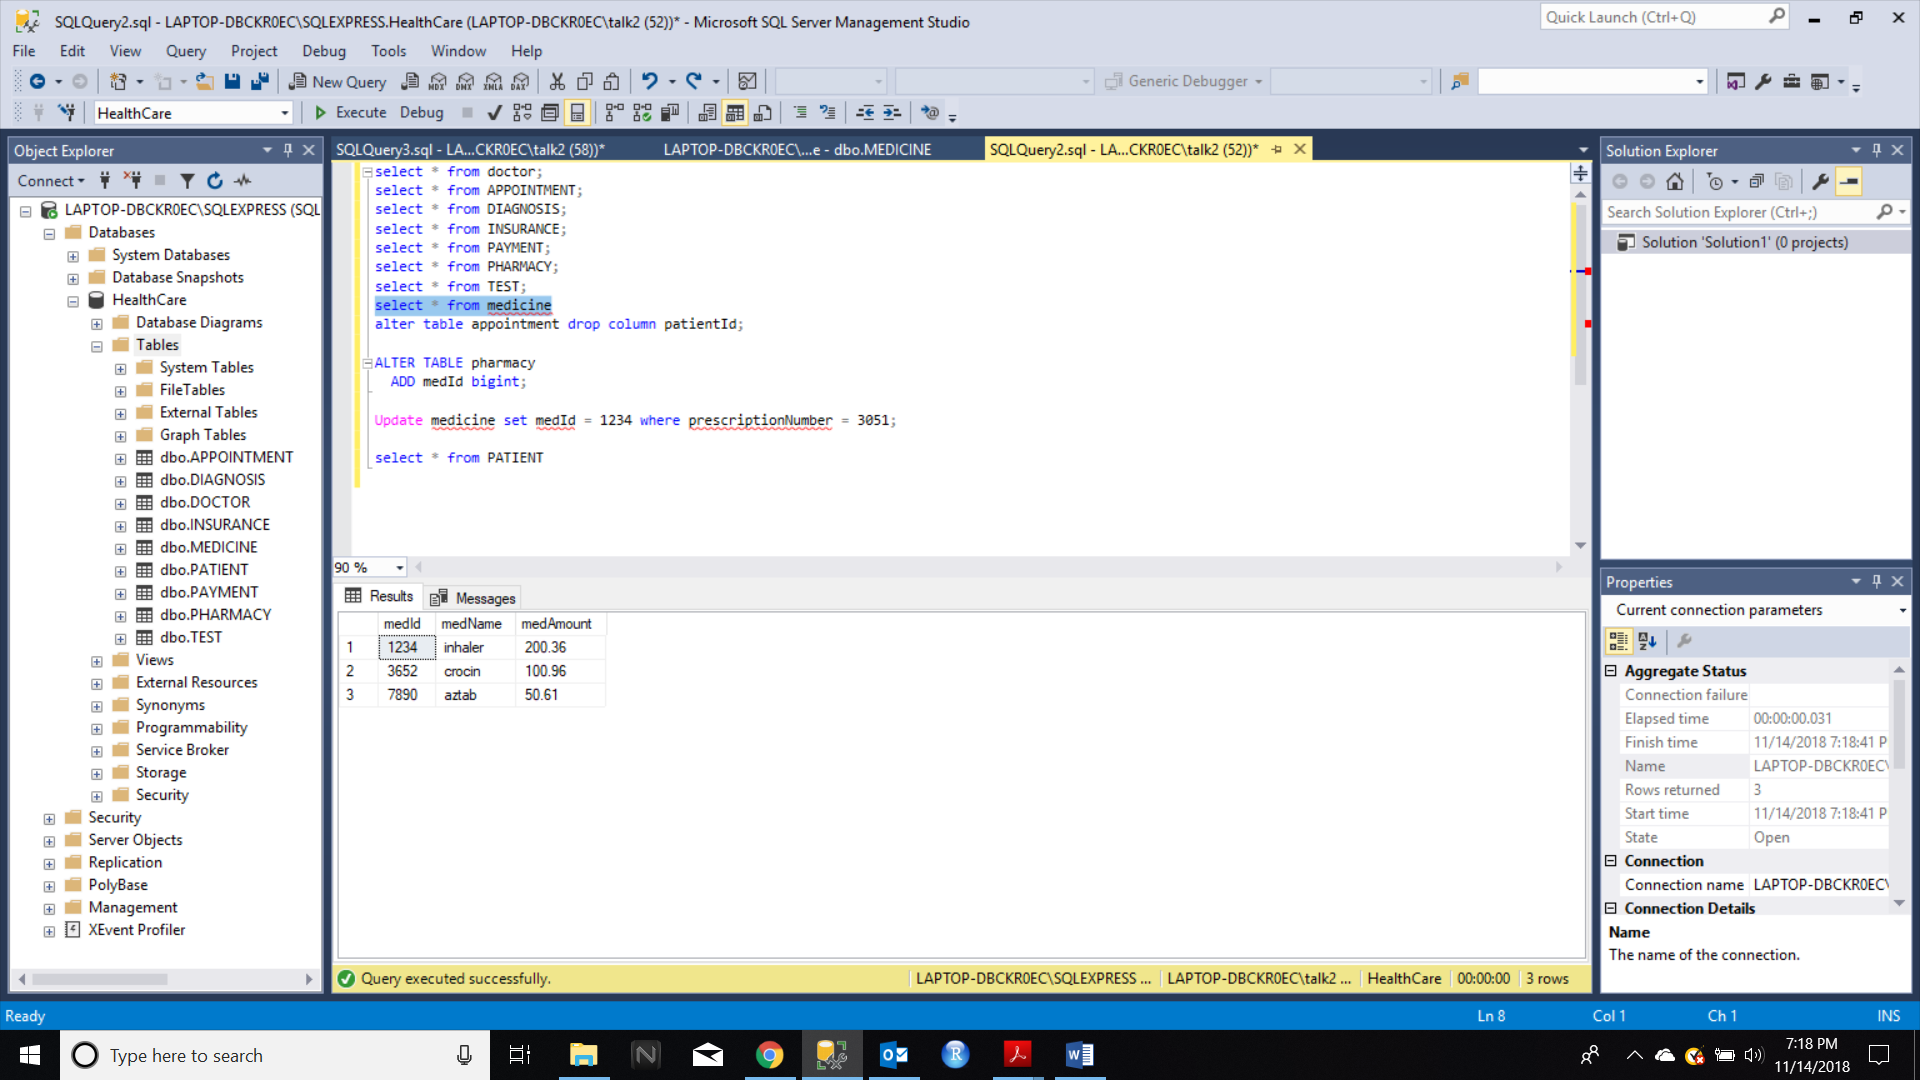 SQLQuery2.sql - LAPTOP-DBCKR0EC\SQLEXPRESS.HealthCare (LAPTOP-DBCKR0EC\talk2 (52))* - Microsoft SQL Server Management Studio
Quick Launch (Ctrl+Q)
File Edit View Query Project Debug Tools Window Help
New Query
MDX DMX XMLA DAX
Generic Debugger
HealthCare
Execute Debug
Object Explorer
Connect
LAPTOP-DBCKR0EC\SQLEXPRESS (SQL
Databases
System Databases
Database Snapshots
HealthCare
Database Diagrams
Tables
System Tables
FileTables
External Tables
Graph Tables
dbo.APPOINTMENT
dbo.DIAGNOSIS
dbo.DOCTOR
dbo.INSURANCE
dbo.MEDICINE
dbo.PATIENT
dbo.PAYMENT
dbo.PHARMACY
dbo.TEST
Views
External Resources
Synonyms
Programmability
Service Broker
Storage
Security
Security
Server Objects
Replication
PolyBase
Management
XEvent Profiler
SQLQuery3.sql - LA...CKR0EC\talk2 (58))*
LAPTOP-DBCKR0EC\...e - dbo.MEDICINE
SQLQuery2.sql - LA...CKR0EC\talk2 (52))*
select * from doctor;
select * from APPOINTMENT;
select * from DIAGNOSIS;
select * from INSURANCE;
select * from PAYMENT;
select * from PHARMACY;
select * from TEST;
select * from medicine
alter table appointment drop column patientId;
ALTER TABLE pharmacy
ADD medId bigint;
Update medicine set medId = 1234 where prescriptionNumber = 3051;
select * from PATIENT
90 %
Results Messages
medId medName medAmount
1 1234 inhaler 200.36
2 3652 crocin 100.96
3 7890 aztab 50.61
Query executed successfully.
LAPTOP-DBCKR0EC\SQLEXPRESS ... LAPTOP-DBCKR0EC\talk2 ... HealthCare 00:00:00 3 rows
Solution Explorer
Search Solution Explorer (Ctrl+;)
Solution 'Solution1' (0 projects)
Properties
Current connection parameters
Aggregate Status
Connection failure
Elapsed time 00:00:00.031
Finish time 11/14/2018 7:18:41 P
Name LAPTOP-DBCKR0EC\
Rows returned 3
Start time 11/14/2018 7:18:41 P
State Open
Connection
Connection name LAPTOP-DBCKR0EC\
Connection Details
Name
The name of the connection.
Ready
Ln 8 Col 1 Ch 1 INS
Type here to search
7:18 PM
11/14/2018